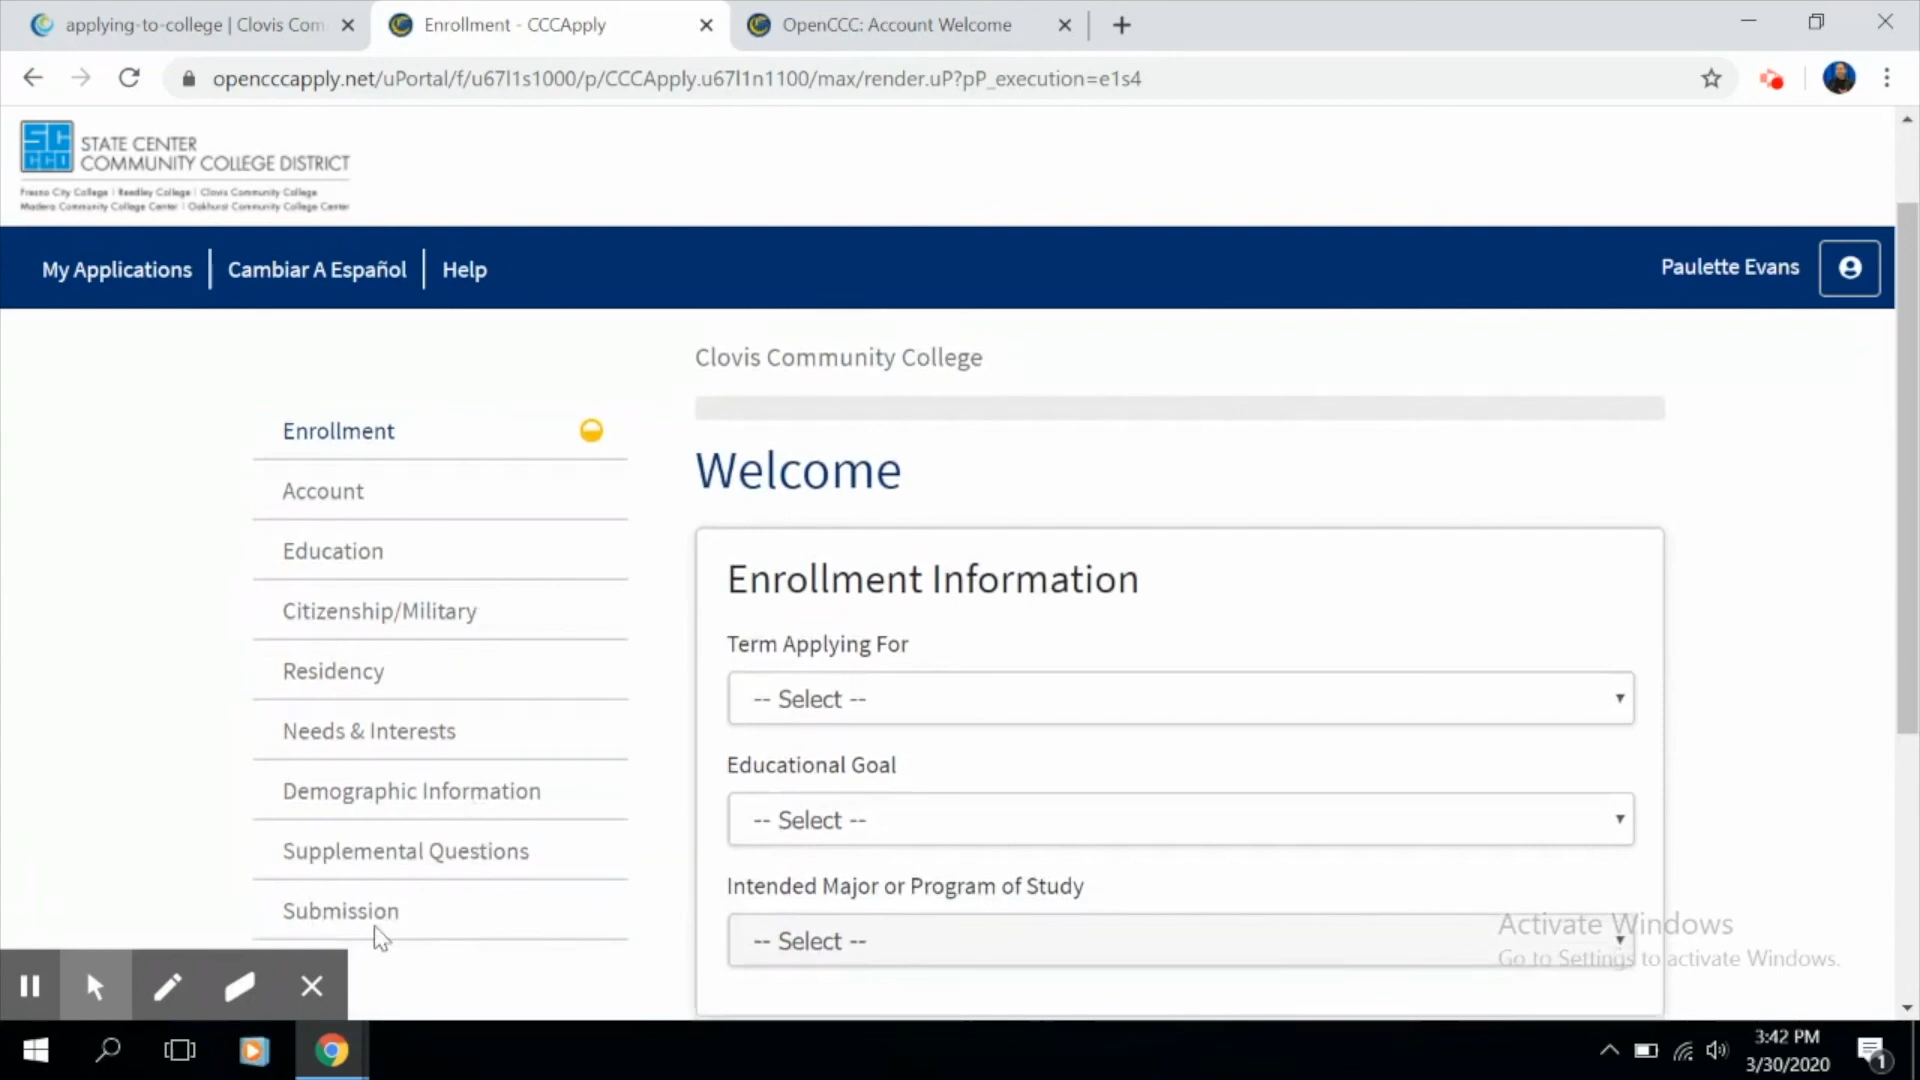 applying-to-college | Clovis Com
Enrollment - CCCApply
OpenCCC: Account Welcome
opencccapply.net/uPortal/f/u67l1s1000/p/CCCApply.u67l1n1100/max/render.uP?pP_execution=e1s4
SC
CCD
STATE CENTER
COMMUNITY COLLEGE DISTRICT
Fresno City College | Reedley College | Clovis Community College
Madera Community College Center | Oakhurst Community College Center
My Applications
Cambiar A Español
Help
Paulette Evans
Clovis Community College
Enrollment
Account
Education
Citizenship/Military
Residency
Needs & Interests
Demographic Information
Supplemental Questions
Submission
Welcome
Enrollment Information
Term Applying For
-- Select --
Educational Goal
-- Select --
Intended Major or Program of Study
-- Select --
Activate Windows
Go to Settings to activate Windows.
3:42 PM
3/30/2020
1